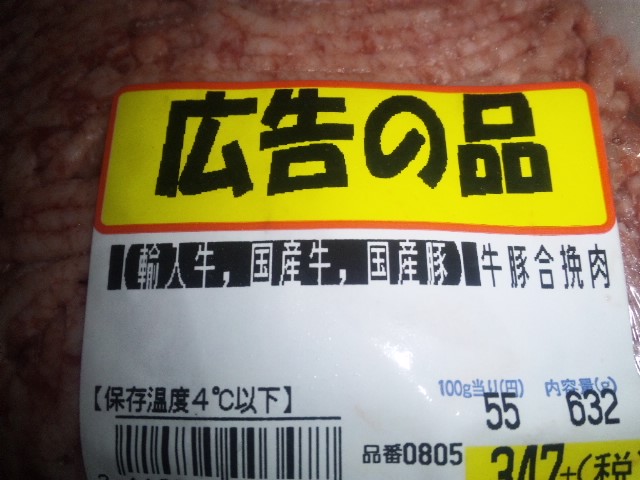 広告の品
(輸入牛,国産牛,国産豚)牛豚合挽肉
100g当り(円) 内容量(g)
【保存温度4℃以下】 55 632
品番0805 347+(税